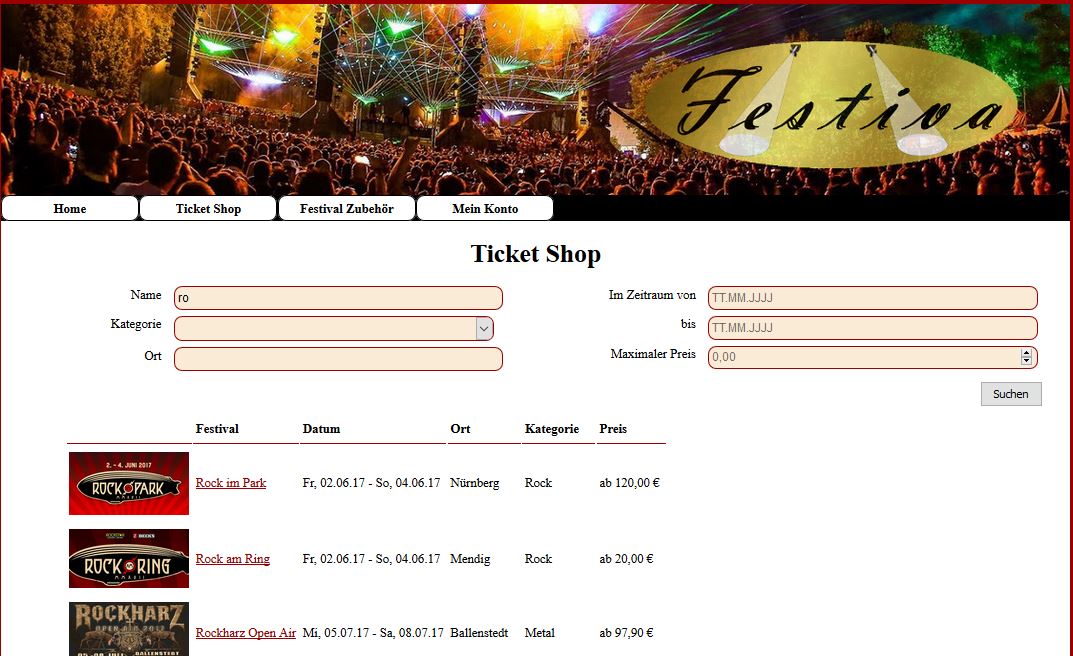 Festiva
Home Ticket Shop Festival Zubehör Mein Konto
Ticket Shop
Name ro
Kategorie
Ort
Im Zeitraum von TT.MM.JJJJ
bis TT.MM.JJJJ
Maximaler Preis 0,00
Suchen
Festival Datum Ort Kategorie Preis
2. - 4. JUNI 2017
ROCK PARK
MMXVII
Rock im Park Fr, 02.06.17 - So, 04.06.17 Nürnberg Rock ab 120,00 €
BECK'S
ROCK RING
MMXVII
Rock am Ring Fr, 02.06.17 - So, 04.06.17 Mendig Rock ab 20,00 €
ROCKHARZ
OPEN AIR 2017
BALLENSTEDT
Rockharz Open Air Mi, 05.07.17 - Sa, 08.07.17 Ballenstedt Metal ab 97,90 €